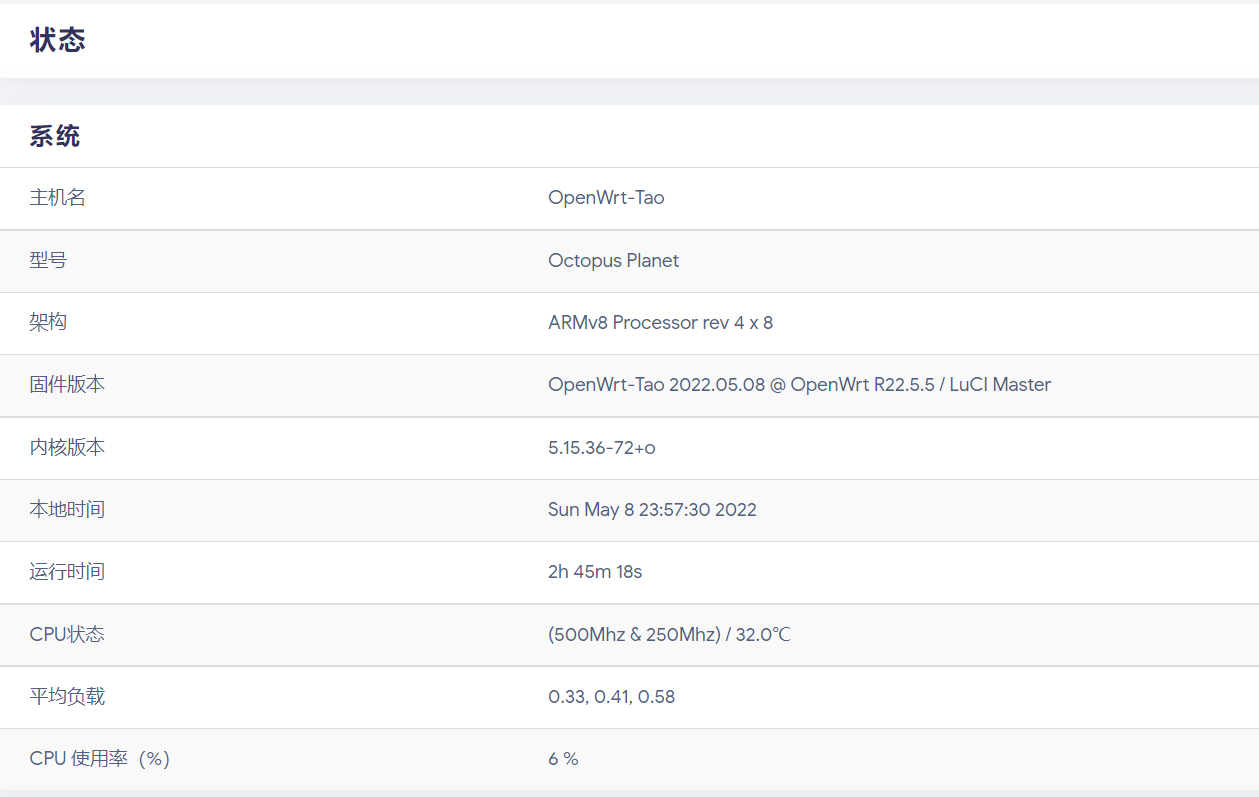 状态
系统
主机名 OpenWrt-Tao
型号 Octopus Planet
架构 ARMv8 Processor rev 4 x 8
固件版本 OpenWrt-Tao 2022.05.08 @ OpenWrt R22.5.5 / LuCI Master
内核版本 5.15.36-72+o
本地时间 Sun May 8 23:57:30 2022
运行时间 2h 45m 18s
CPU状态 (500Mhz & 250Mhz) / 32.0℃
平均负载 0.33, 0.41, 0.58
CPU 使用率（%） 6 %